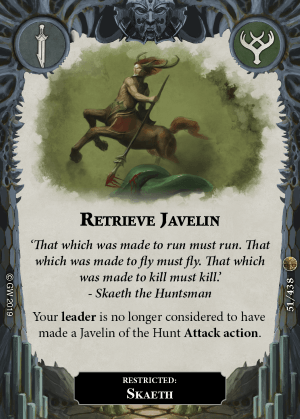 RETRIEVE JAVELIN
'That which was made to run must run. That
which was made to fly must fly. That which
was made to kill must kill.'
- Skaeth the Huntsman
Your leader is no longer considered to have
made a Javelin of the Hunt Attack action.
RESTRICTED:
SKAETH
© GW 2019
51/438